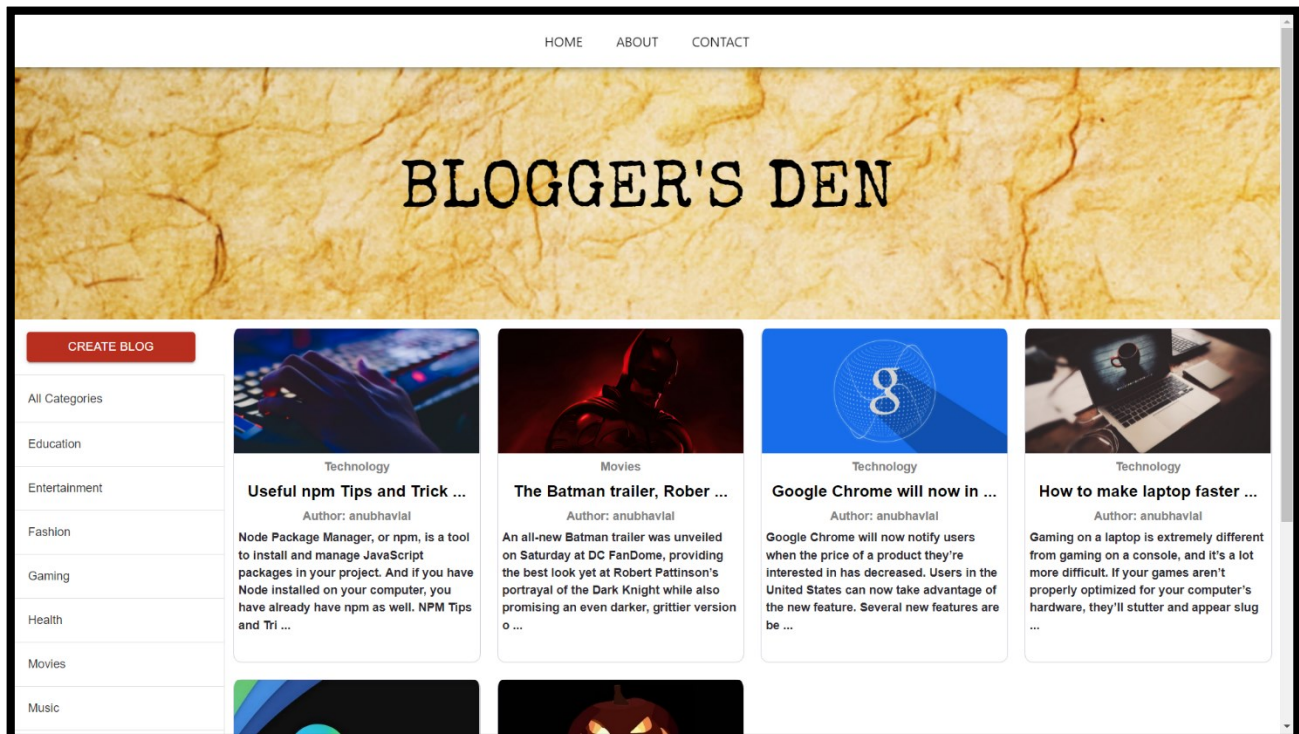 HOME ABOUT CONTACT
BLOGGER'S DEN
CREATE BLOG
All Categories
Education
Entertainment
Fashion
Gaming
Health
Movies
Music
Technology
Useful npm Tips and Trick ...
Author: anubhavlal
Node Package Manager, or npm, is a tool
to install and manage JavaScript
packages in your project. And if you have
Node installed on your computer, you
have already have npm as well. NPM Tips
and Tri ...
Movies
The Batman trailer, Rober ...
Author: anubhavlal
An all-new Batman trailer was unveiled
on Saturday at DC FanDome, providing
the best look yet at Robert Pattinson's
portrayal of the Dark Knight while also
promising an even darker, grittier version
o ...
g
Technology
Google Chrome will now in ...
Author: anubhavlal
Google Chrome will now notify users
when the price of a product they're
interested in has decreased. Users in the
United States can now take advantage of
the new feature. Several new features are
be ...
Technology
How to make laptop faster ...
Author: anubhavlal
Gaming on a laptop is extremely different
from gaming on a console, and it's a lot
more difficult. If your games aren't
properly optimized for your computer's
hardware, they'll stutter and appear slug
...